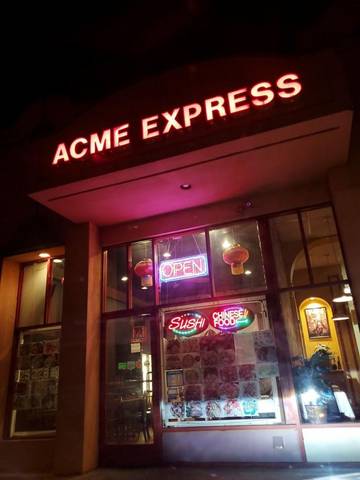 ACME EXPRESS
OPEN
SUSHI
CHINESE
FOOD